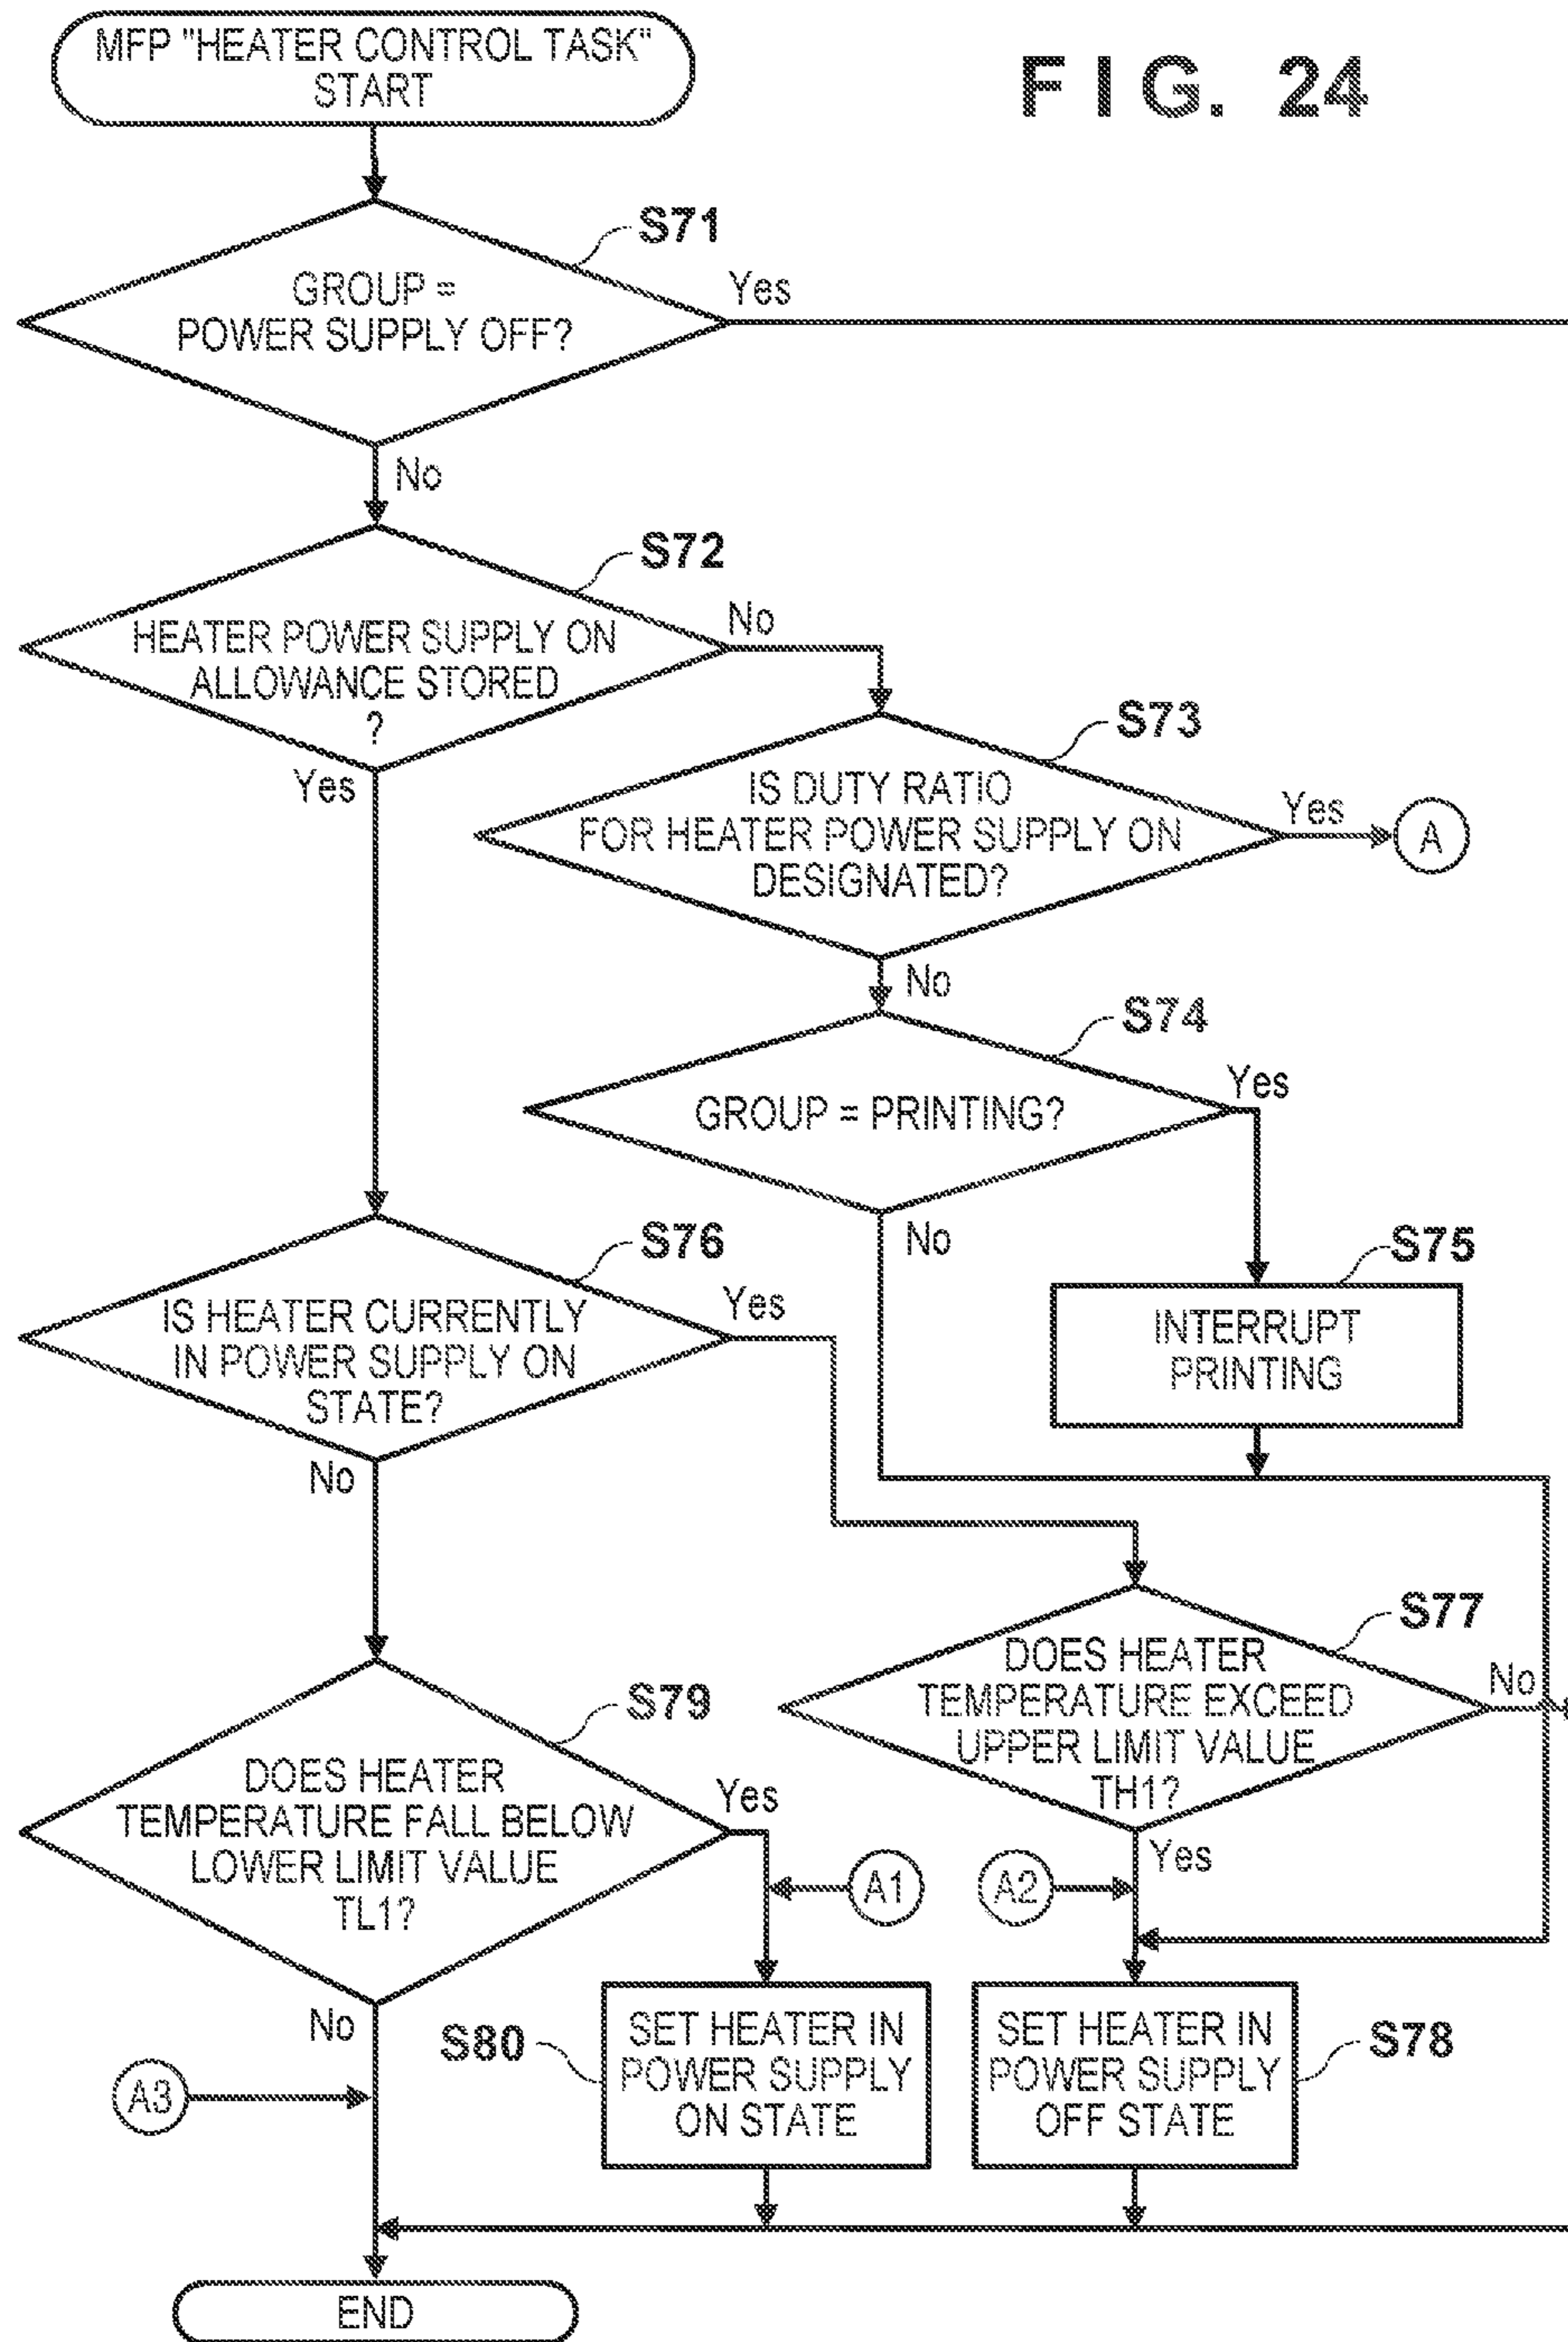 MFP "HEATER CONTROL TASK"
START
FIG. 24
S71
GROUP =
POWER SUPPLY OFF?
Yes
No
S72
HEATER POWER SUPPLY ON
ALLOWANCE STORED
?
No
Yes
S73
IS DUTY RATIO
FOR HEATER POWER SUPPLY ON
DESIGNATED?
Yes
A
No
S74
GROUP = PRINTING?
Yes
No
S75
INTERRUPT
PRINTING
S76
IS HEATER CURRENTLY
IN POWER SUPPLY ON
STATE?
Yes
No
S77
DOES HEATER
TEMPERATURE EXCEED
UPPER LIMIT VALUE
TH1?
No
Yes
S79
DOES HEATER
TEMPERATURE FALL BELOW
LOWER LIMIT VALUE
TL1?
Yes
No
A1
A2
S80
SET HEATER IN
POWER SUPPLY
ON STATE
SET HEATER IN
POWER SUPPLY
OFF STATE
S78
A3
END